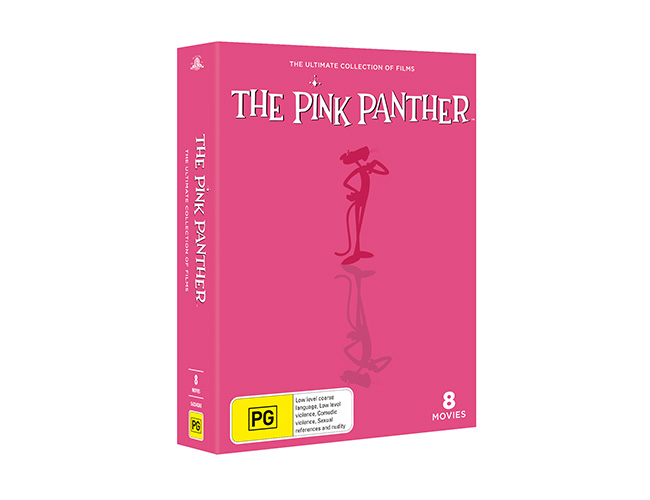 THE PINK PANTHER
THE ULTIMATE COLLECTION OF FILMS
8
MOVIES
PG
THE ULTIMATE COLLECTION OF FILMS
THE PINK PANTHER
PG
Low level coarse
language, Low level
violence, Comedic
violence, Sexual
references and nudity
8
MOVIES